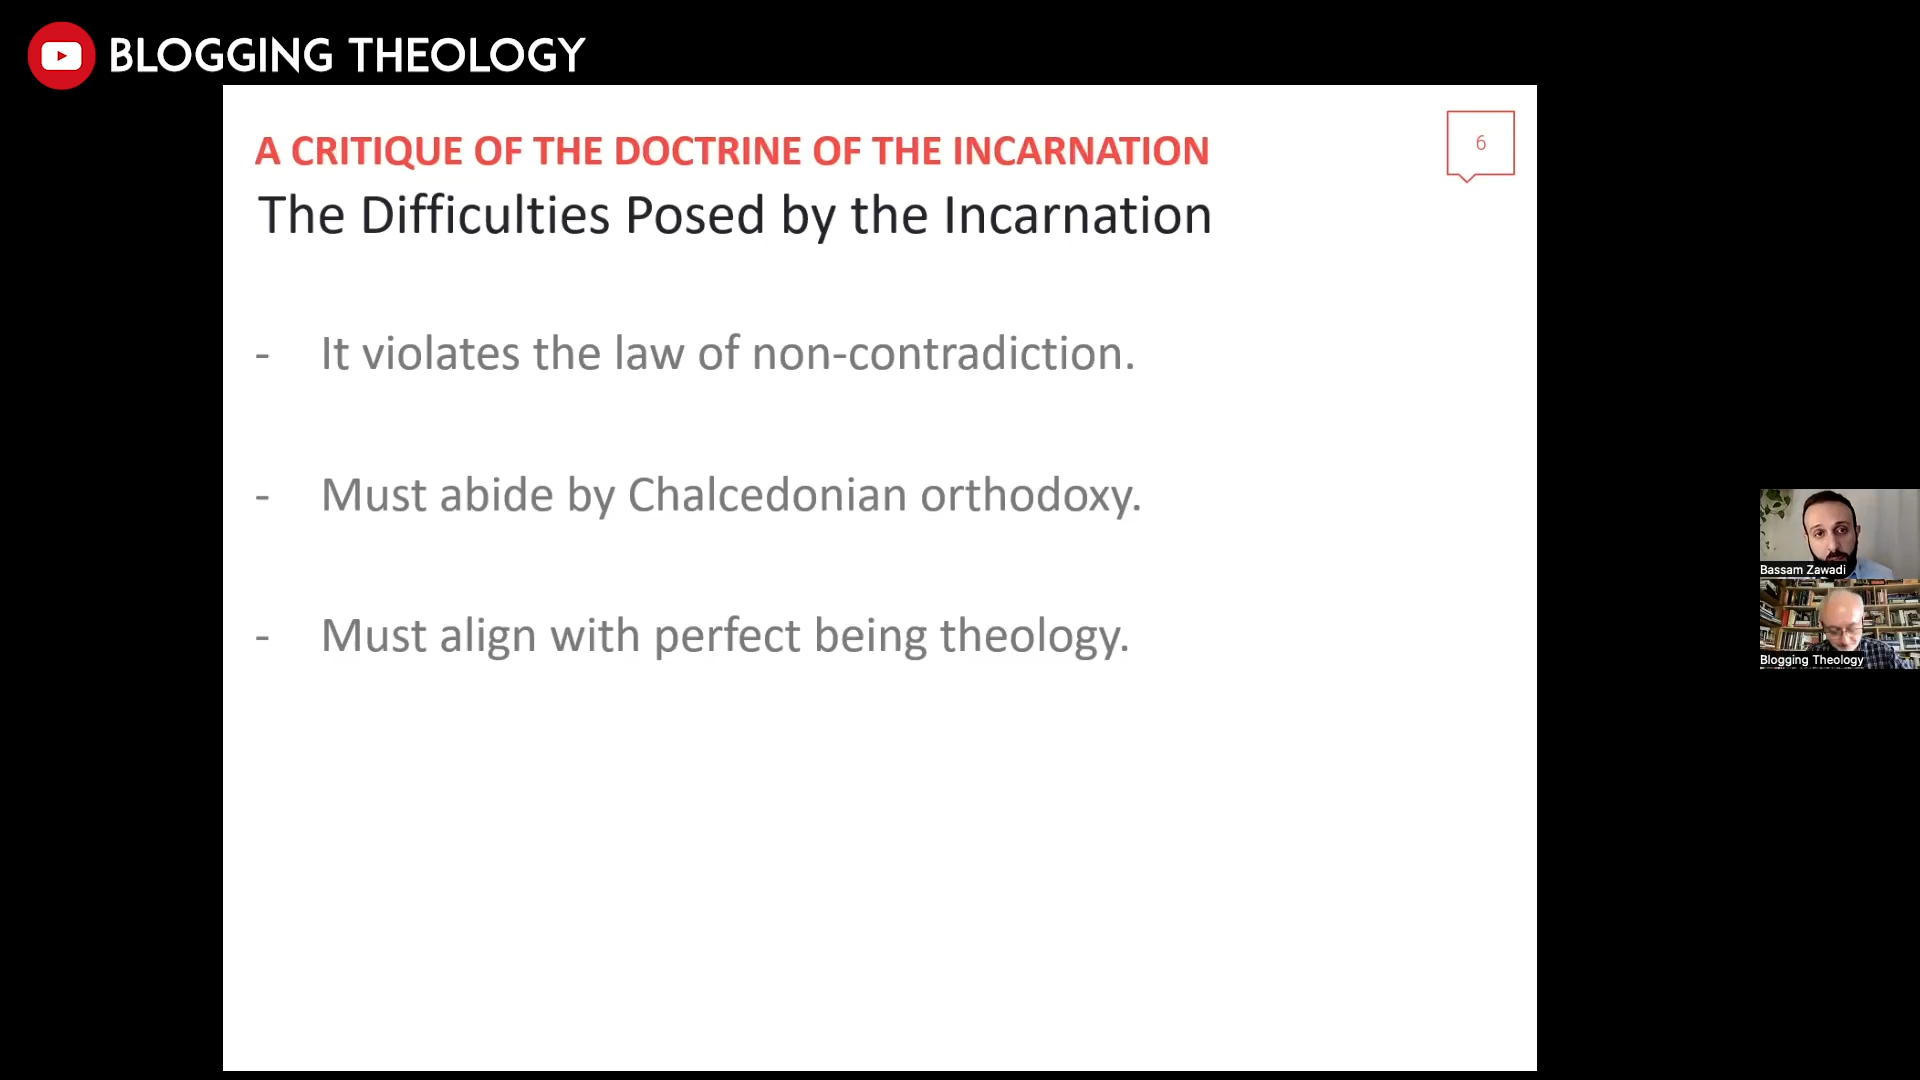 BLOGGING THEOLOGY
A CRITIQUE OF THE DOCTRINE OF THE INCARNATION
6
The Difficulties Posed by the Incarnation
- It violates the law of non-contradiction.
- Must abide by Chalcedonian orthodoxy.
- Must align with perfect being theology.
Bassam Zawadi
Blogging Theology